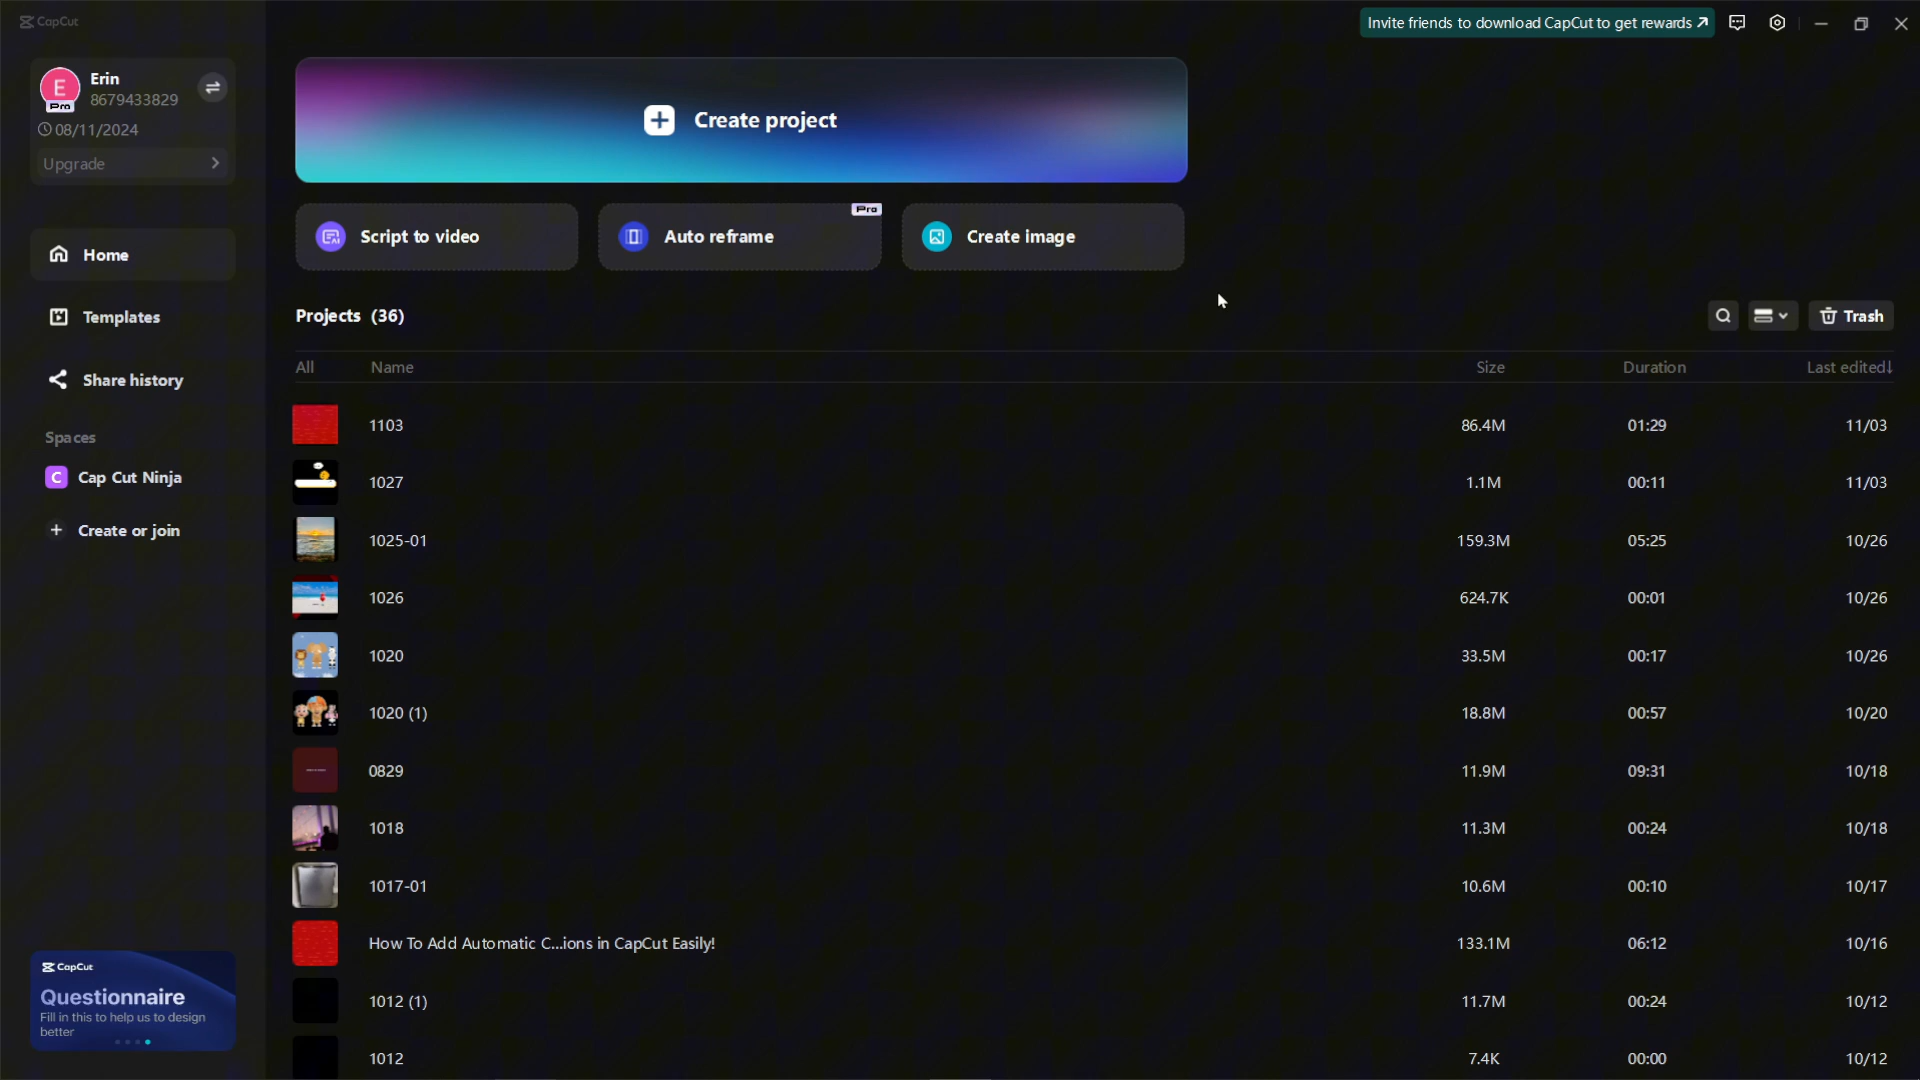 CapCut
Invite friends to download CapCut to get rewards
E
Pro
Erin
8679433829
08/11/2024
Upgrade
Create project
Script to video
Pro
Auto reframe
Create image
Home
Templates
Share history
Spaces
C Cap Cut Ninja
+ Create or join
Projects (36)
Trash
All Name Size Duration Last edited↓
1103 86.4M 01:29 11/03
1027 1.1M 00:11 11/03
1025-01 159.3M 05:25 10/26
1026 624.7K 00:01 10/26
1020 33.5M 00:17 10/26
1020 (1) 18.8M 00:57 10/20
0829 11.9M 09:31 10/18
1018 11.3M 00:24 10/18
1017-01 10.6M 00:10 10/17
How To Add Automatic C...ions in CapCut Easily! 133.1M 06:12 10/16
1012 (1) 11.7M 00:24 10/12
1012 7.4K 00:00 10/12
CapCut
Questionnaire
Fill in this to help us to design
better